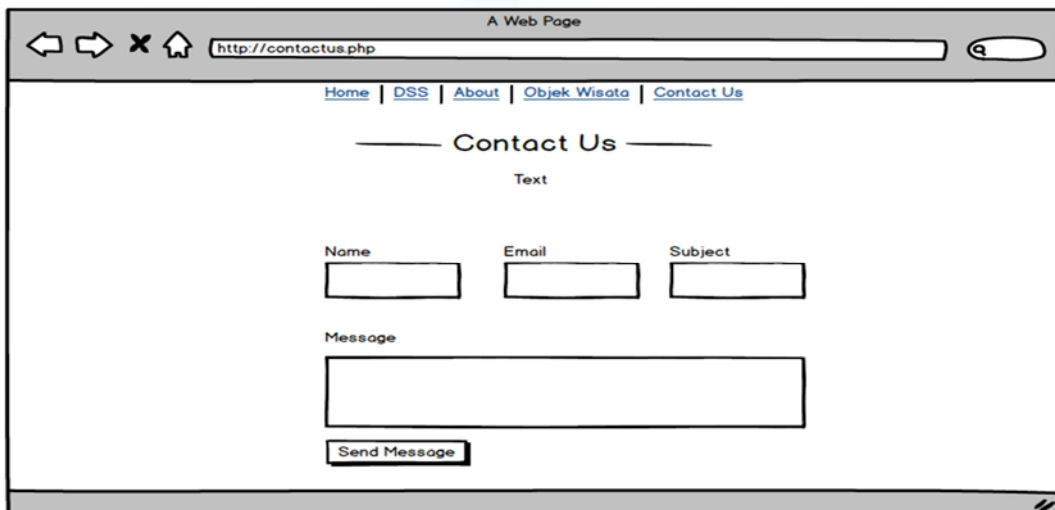 A Web Page
http://contactus.php
Home | DSS | About | Objek Wisata | Contact Us
Contact Us
Text
Name Email Subject
Message
Send Message